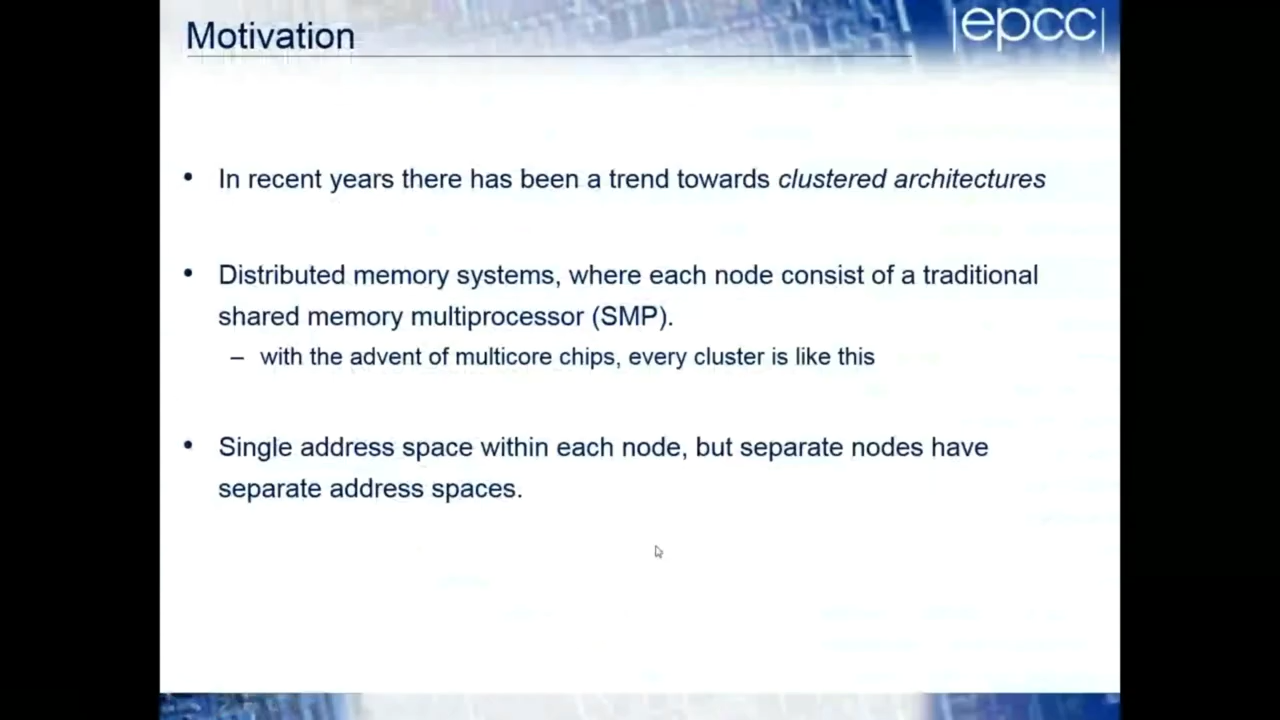 Motivation
|epcc|
• In recent years there has been a trend towards clustered architectures
• Distributed memory systems, where each node consist of a traditional
shared memory multiprocessor (SMP).
– with the advent of multicore chips, every cluster is like this
• Single address space within each node, but separate nodes have
separate address spaces.